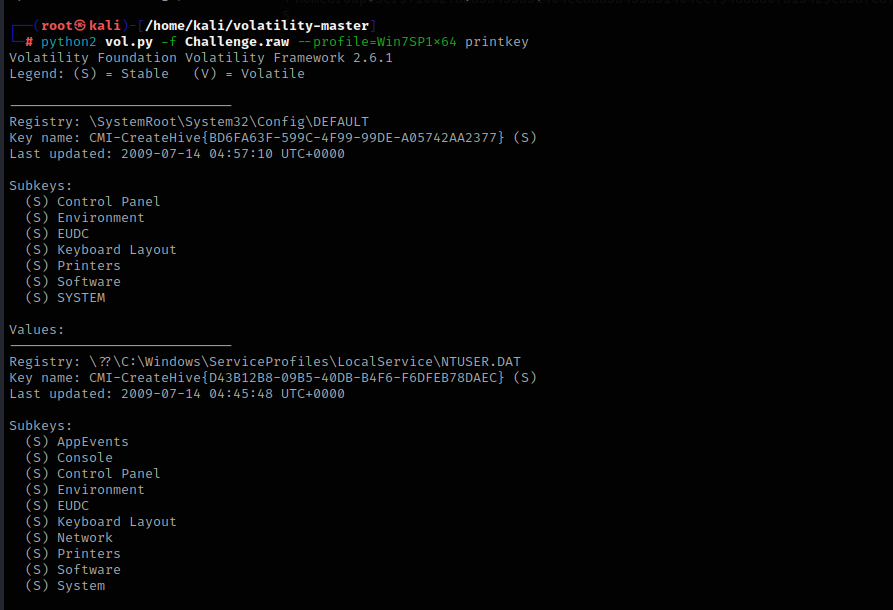 ┌──(root㉿kali)-[/home/kali/volatility-master]
└─# python2 vol.py -f Challenge.raw --profile=Win7SP1×64 printkey
Volatility Foundation Volatility Framework 2.6.1
Legend: (S) = Stable   (V) = Volatile

----------------------------
Registry: \SystemRoot\System32\Config\DEFAULT
Key name: CMI-CreateHive{BD6FA63F-599C-4F99-99DE-A05742AA2377} (S)
Last updated: 2009-07-14 04:57:10 UTC+0000

Subkeys:
  (S) Control Panel
  (S) Environment
  (S) EUDC
  (S) Keyboard Layout
  (S) Printers
  (S) Software
  (S) SYSTEM

Values:
----------------------------
Registry: \??\C:\Windows\ServiceProfiles\LocalService\NTUSER.DAT
Key name: CMI-CreateHive{D43B12B8-09B5-40DB-B4F6-F6DFEB78DAEC} (S)
Last updated: 2009-07-14 04:45:48 UTC+0000

Subkeys:
  (S) AppEvents
  (S) Console
  (S) Control Panel
  (S) Environment
  (S) EUDC
  (S) Keyboard Layout
  (S) Network
  (S) Printers
  (S) Software
  (S) System